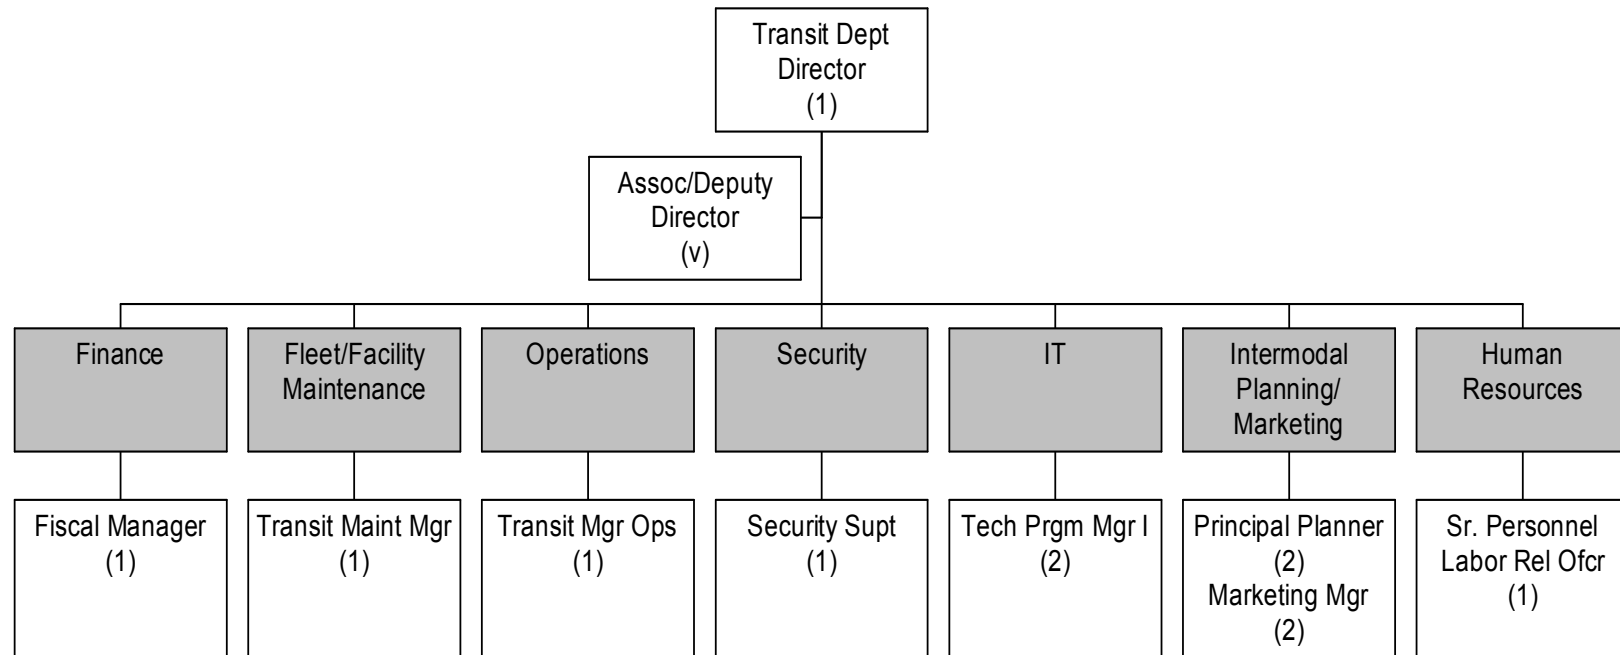 Transit Dept
Director
(1)
Assoc/Deputy
Director
(v)
Finance
Fleet/Facility
Maintenance
Operations
Security
IT
Intermodal
Planning/
Marketing
Human
Resources
Fiscal Manager
(1)
Transit Maint Mgr
(1)
Transit Mgr Ops
(1)
Security Supt
(1)
Tech Prgm Mgr I
(2)
Principal Planner
(2)
Marketing Mgr
(2)
Sr. Personnel
Labor Rel Ofcr
(1)